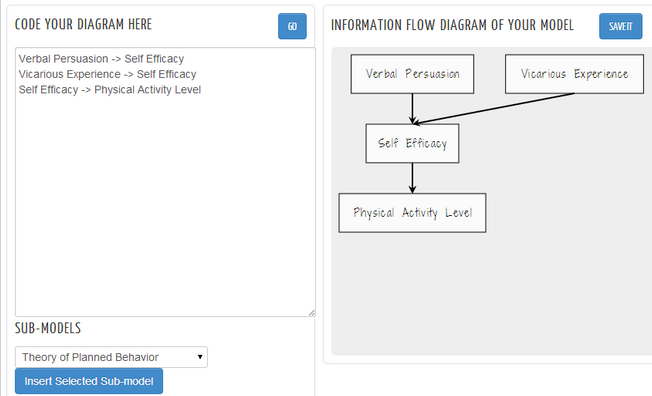 CODE YOUR DIAGRAM HERE
GO
Verbal Persuasion -> Self Efficacy
Vicarious Experience -> Self Efficacy
Self Efficacy -> Physical Activity Level
SUB-MODELS
Theory of Planned Behavior
Insert Selected Sub-model
INFORMATION FLOW DIAGRAM OF YOUR MODEL
SAVE IT
Verbal Persuasion
Vicarious Experience
Self Efficacy
Physical Activity Level